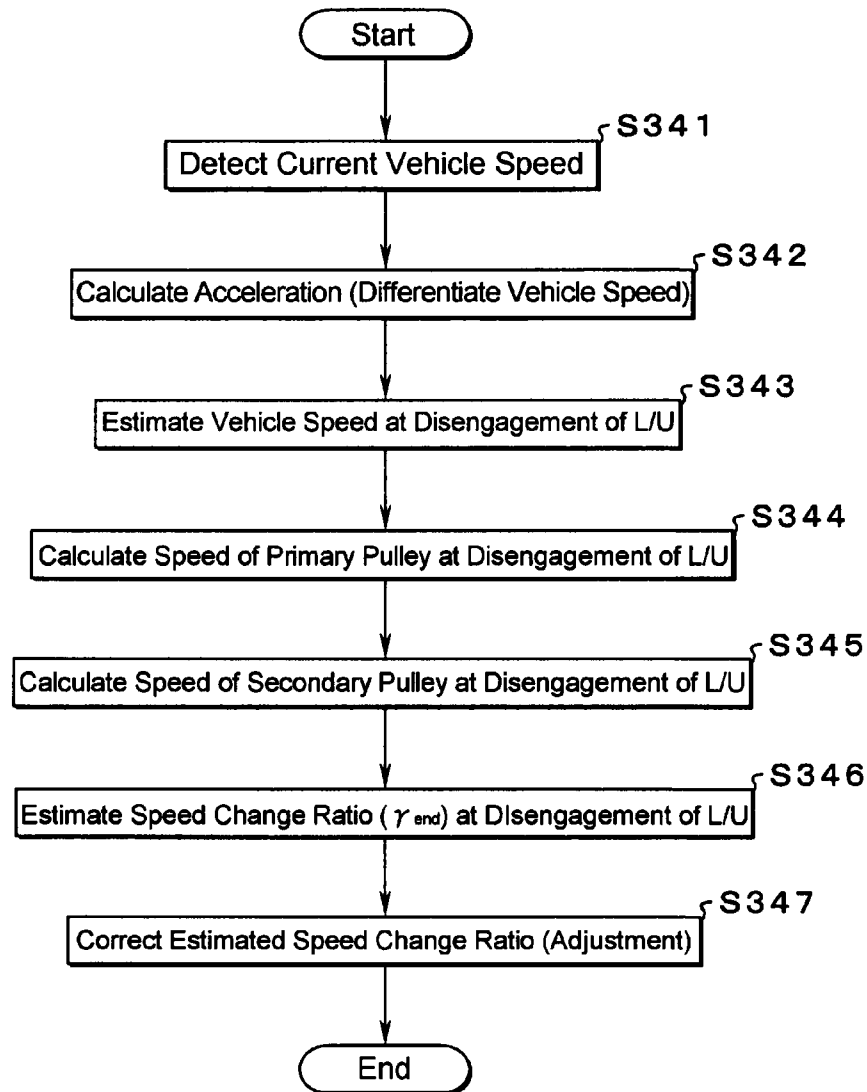 Start
S341
Detect Current Vehicle Speed
S342
Calculate Acceleration (Differentiate Vehicle Speed)
S343
Estimate Vehicle Speed at Disengagement of L/U
S344
Calculate Speed of Primary Pulley at Disengagement of L/U
S345
Calculate Speed of Secondary Pulley at Disengagement of L/U
S346
Estimate Speed Change Ratio (γ end) at DIsengagement of L/U
S347
Correct Estimated Speed Change Ratio (Adjustment)
End